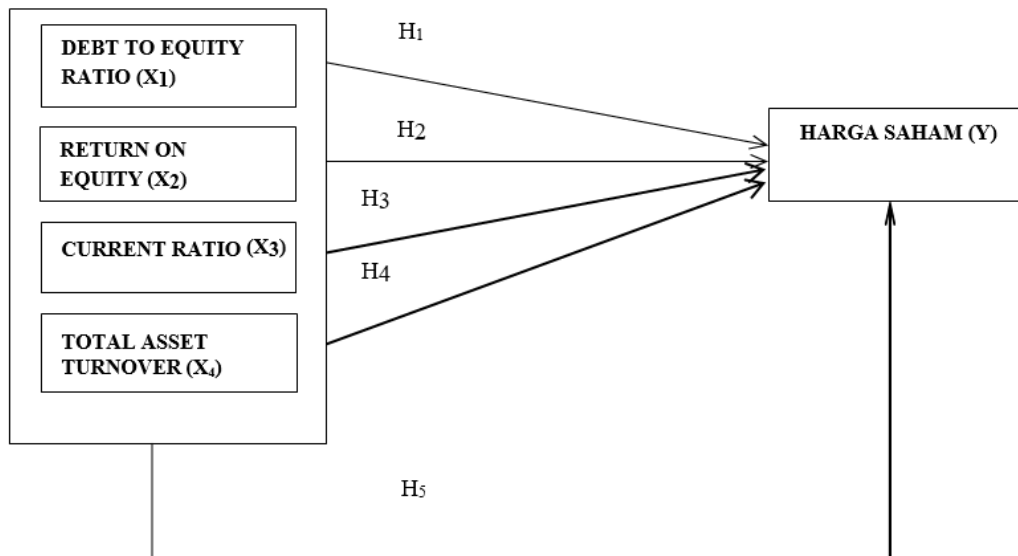 DEBT TO EQUITY
RATIO (X1)
H1
RETURN ON
EQUITY (X2)
H2
HARGA SAHAM (Y)
CURRENT RATIO (X3)
H3
TOTAL ASSET
TURNOVER (X₄)
H4
H₅